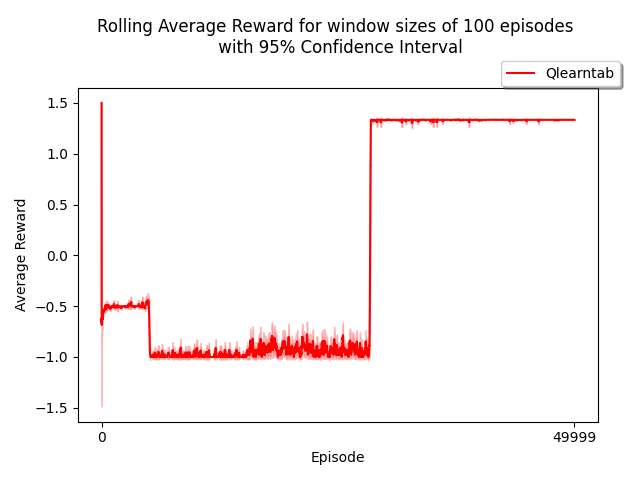 Rolling Average Reward for window sizes of 100 episodes
with 95% Confidence Interval
Qlearntab
1.5
1.0
0.5
0.0
−0.5
−1.0
−1.5
Average Reward
0
49999
Episode